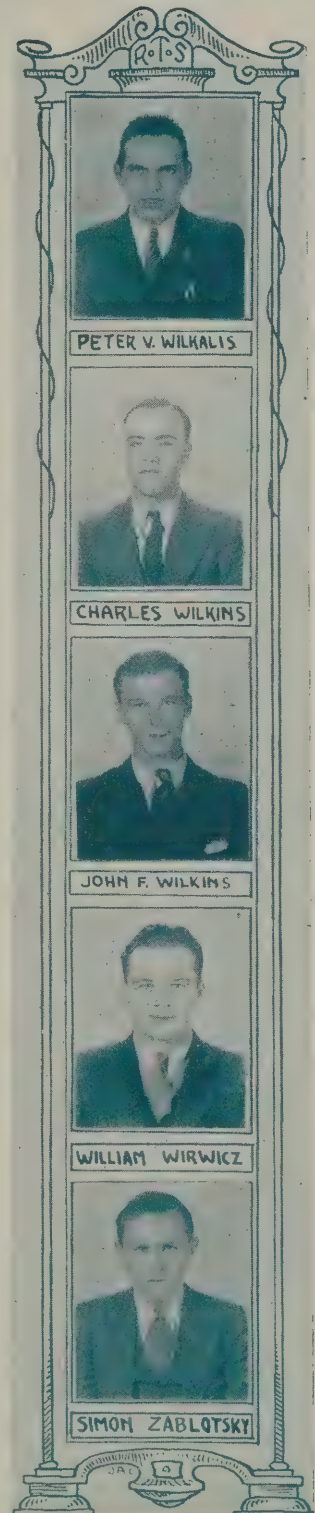 R.T.S
PETER V. WILKALIS
CHARLES WILKINS
JOHN F. WILKINS
WILLIAM WIRWICZ
SIMON ZABLOTSKY